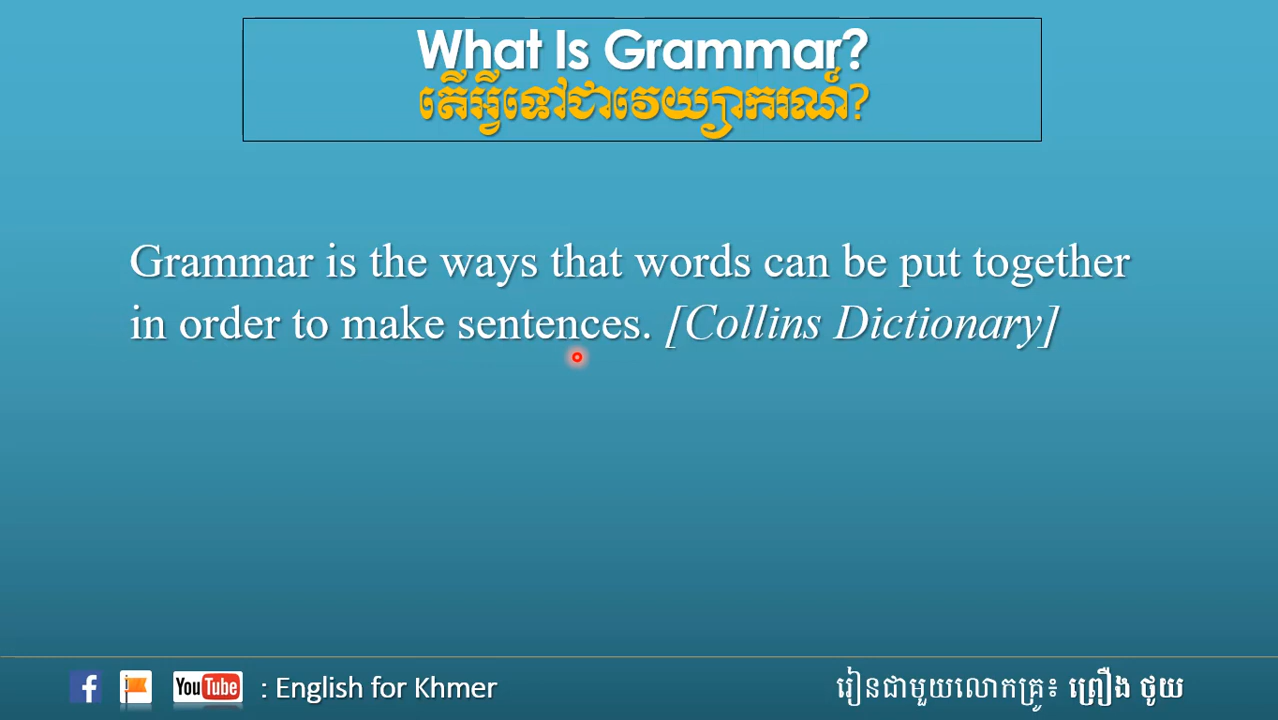 What Is Grammar?
តើអ្វីទៅជាវេយ្យាករណ៍?
Grammar is the ways that words can be put together
in order to make sentences. [Collins Dictionary]
f YouTube : English for Khmer
រៀនជាមួយលោកគ្រូ៖ ព្រឿង ថូយ